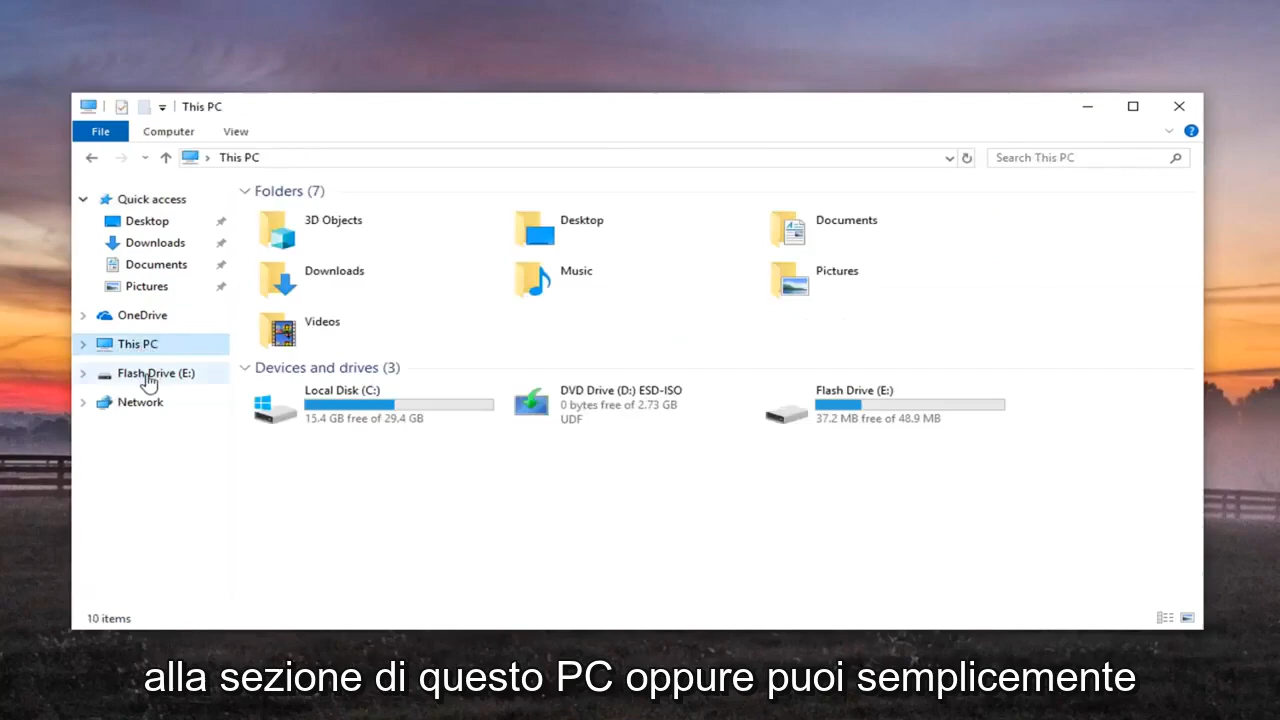 This PC
File
Computer
View
This PC
Search This PC
Quick access
Desktop
Downloads
Documents
Pictures
OneDrive
This PC
Flash Drive (E:)
Network
Folders (7)
3D Objects
Desktop
Documents
Downloads
Music
Pictures
Videos
Devices and drives (3)
Local Disk (C:)
15.4 GB free of 29.4 GB
DVD Drive (D:) ESD-ISO
0 bytes free of 2.73 GB
UDF
Flash Drive (E:)
37.2 MB free of 48.9 MB
10 items
alla sezione di questo PC oppure puoi semplicemente